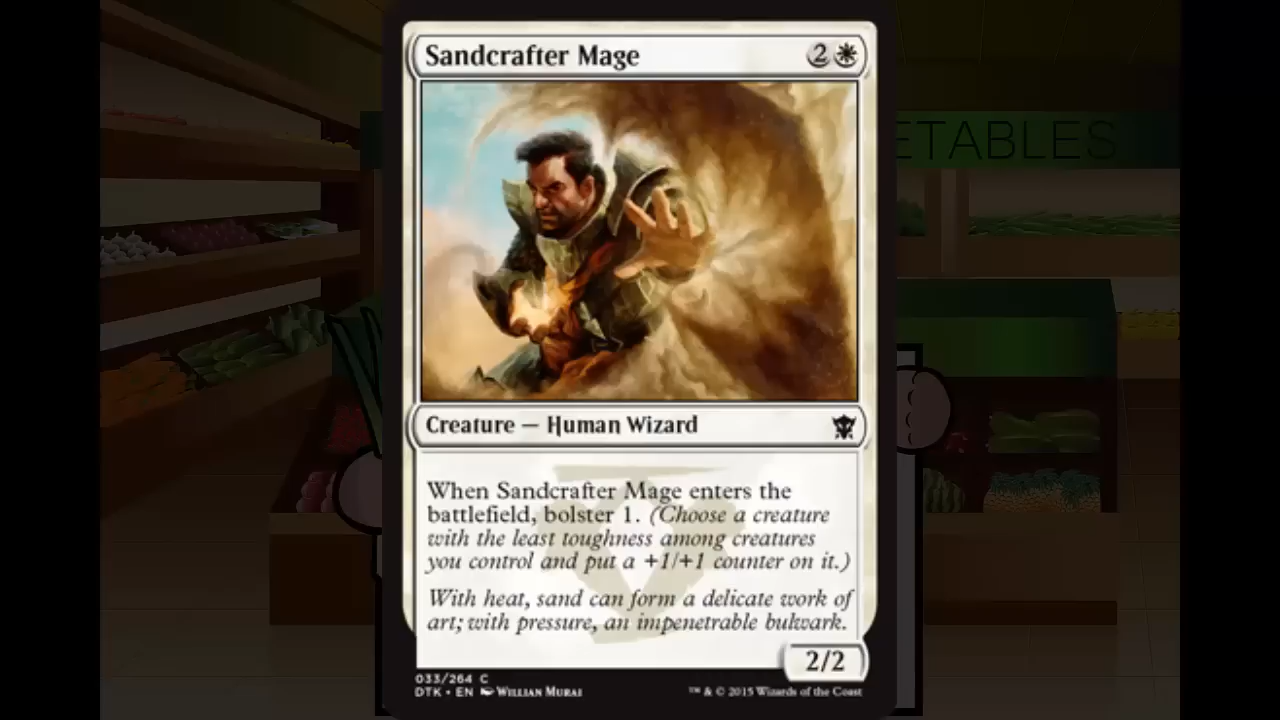 Sandcrafter Mage 2
ETABLES
Creature — Human Wizard
When Sandcrafter Mage enters the
battlefield, bolster 1. (Choose a creature
with the least toughness among creatures
you control and put a +1/+1 counter on it.)
With heat, sand can form a delicate work of
art; with pressure, an impenetrable bulwark.
2/2
033/264 C
DTK • EN Willian Murai
™ & © 2015 Wizards of the Coast